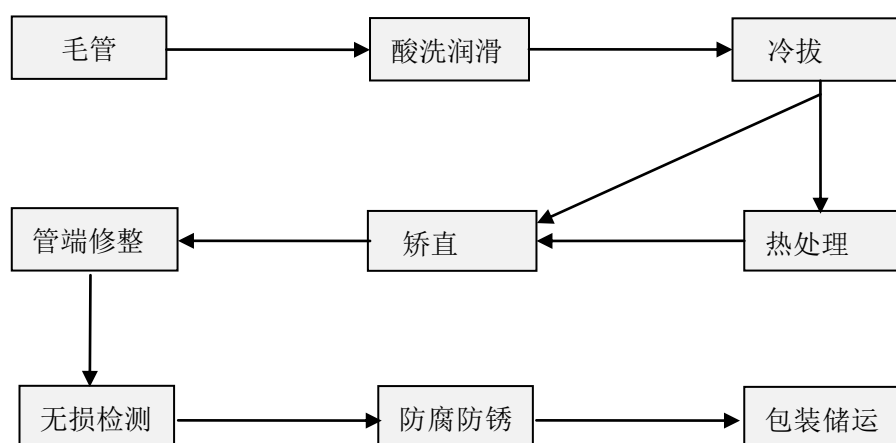 毛管
酸洗润滑
冷拔
管端修整
矫直
热处理
无损检测
防腐防锈
包装储运